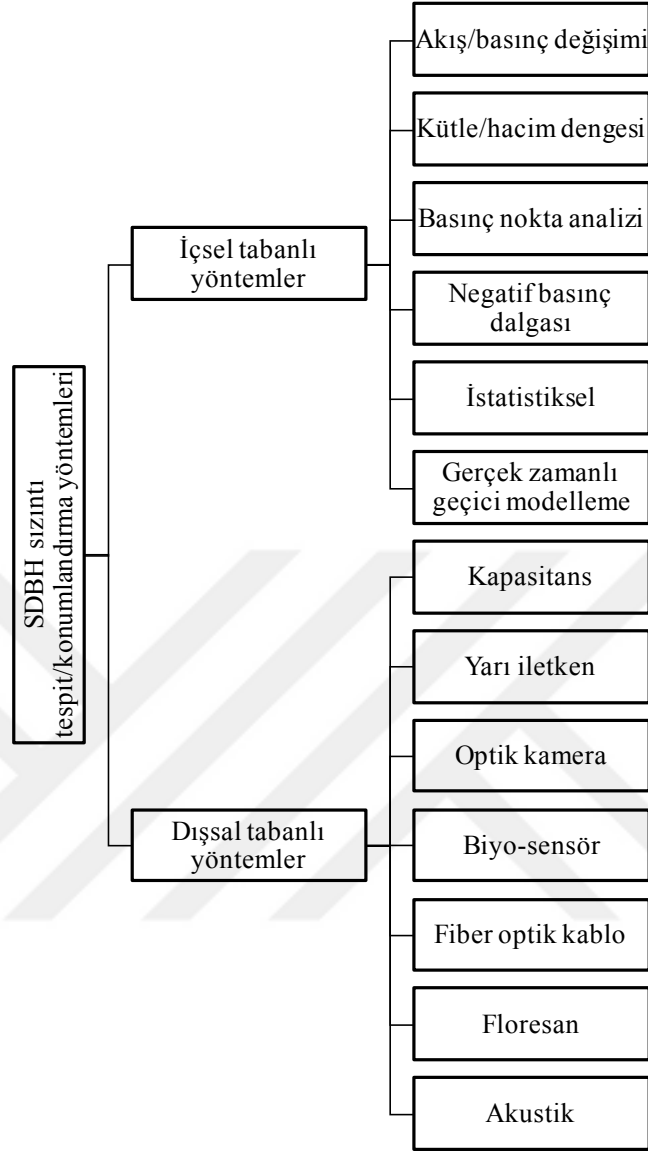 SDBH sızıntı
tespit/konumlandırma yöntemleri
İçsel tabanlı
yöntemler
Akış/basınç değişimi
Kütle/hacim dengesi
Basınç nokta analizi
Negatif basınç
dalgası
İstatistiksel
Gerçek zamanlı
geçici modelleme
Dışsal tabanlı
yöntemler
Kapasitans
Yarı iletken
Optik kamera
Biyo-sensör
Fiber optik kablo
Floresan
Akustik